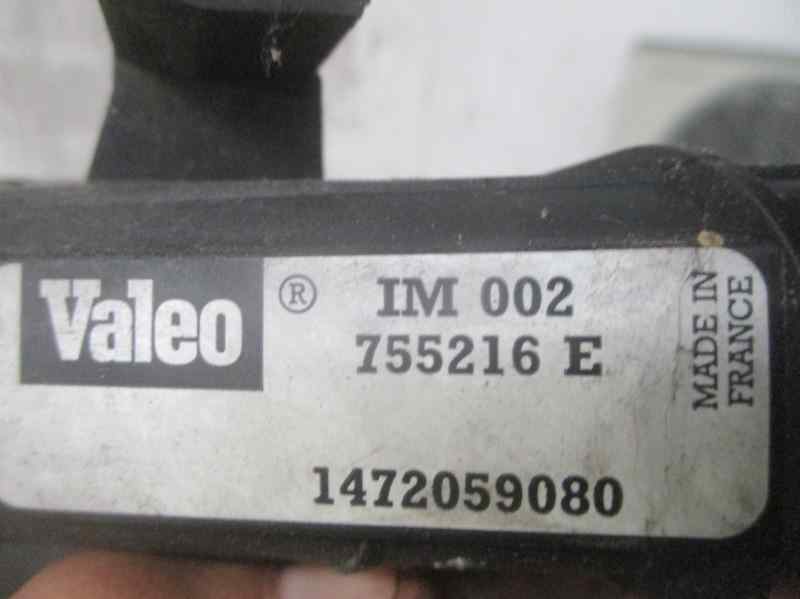 Valeo ® IM 002
755216 E
1472059080
MADE IN
FRANCE